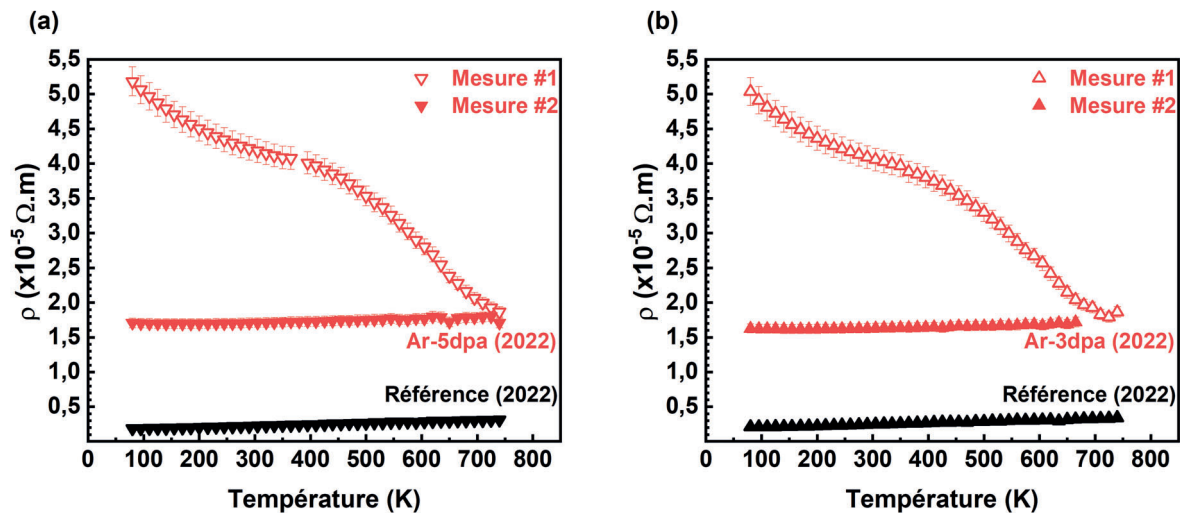 (a)
5,5
5,0
4,5
4,0
3,5
3,0
2,5
2,0
1,5
1,0
0,5
ρ (x10⁻⁵ Ω.m)
Mesure #1
Mesure #2
Ar-5dpa (2022)
Référence (2022)
0 100 200 300 400 500 600 700 800
Température (K)
(b)
5,5
5,0
4,5
4,0
3,5
3,0
2,5
2,0
1,5
1,0
0,5
ρ (x10⁻⁵ Ω.m)
Mesure #1
Mesure #2
Ar-3dpa (2022)
Référence (2022)
0 100 200 300 400 500 600 700 800
Température (K)